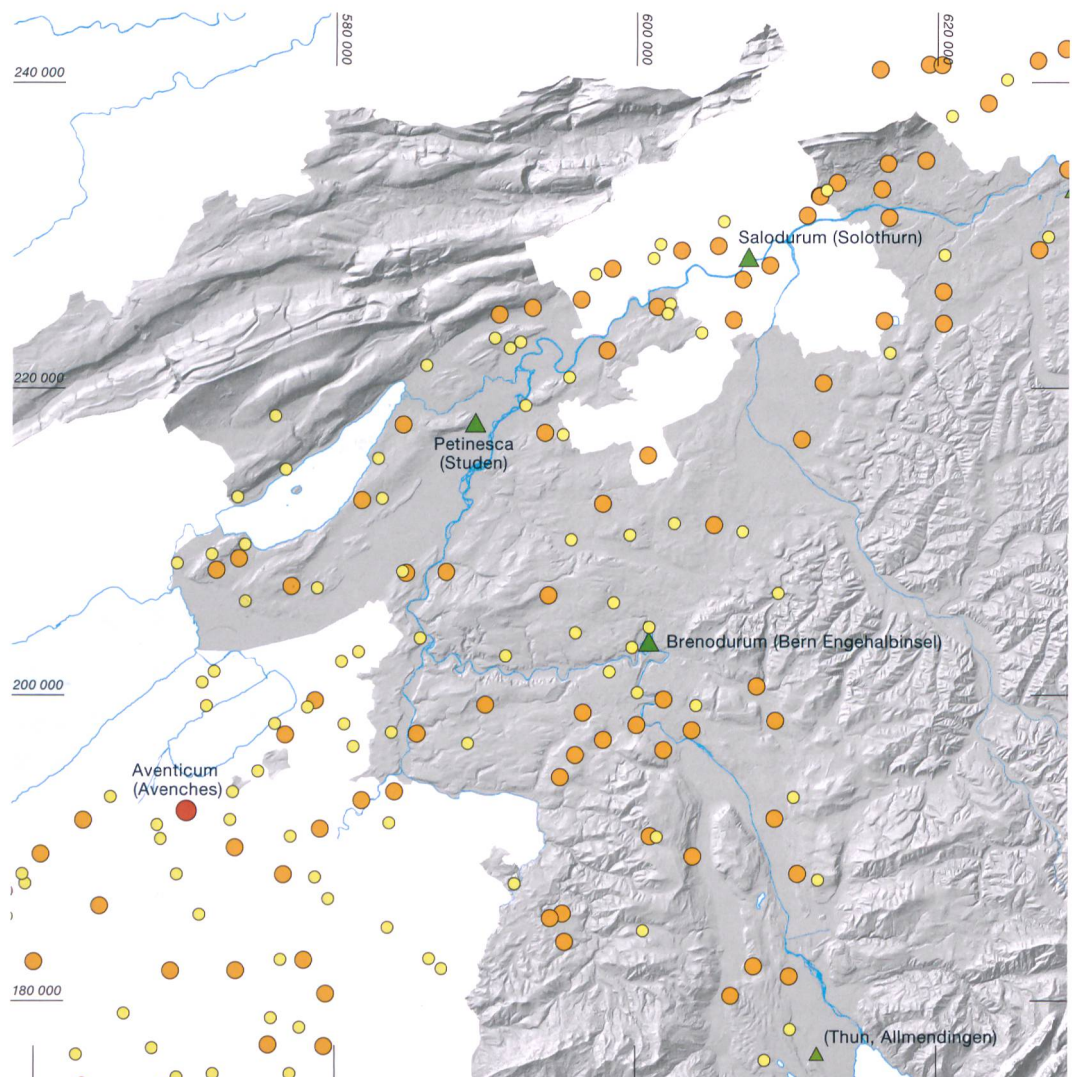 580 000
600 000
620 000
240 000
Salodurum (Solothurn)
220 000
Petinesca
(Studen)
Brenodurum (Bern Engehalbinsel)
200 000
Aventicum
(Avenches)
180 000
(Thun, Allmendingen)